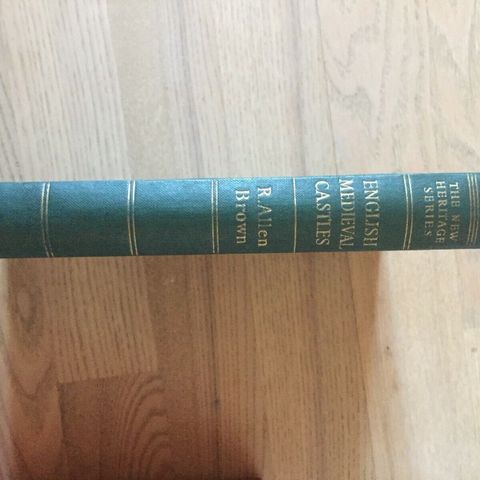 THE NEW
HERITAGE
SERIES
ENGLISH
MEDIEVAL
CASTLES
R. Allen
Brown